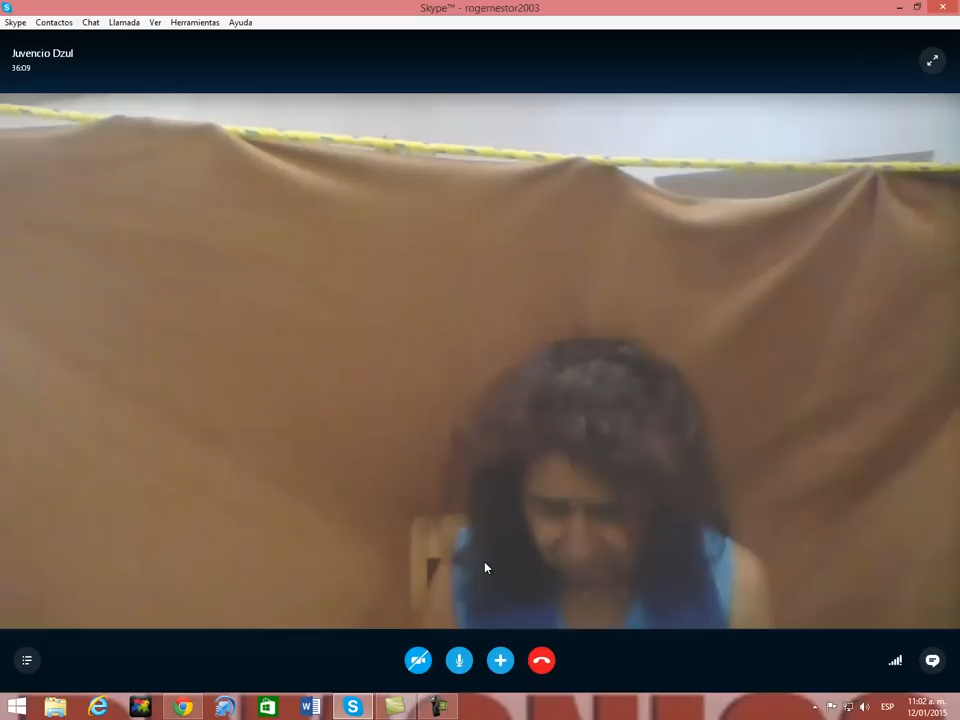 Skype™ - rogernestor2003
Skype Contactos Chat Llamada Ver Herramientas Ayuda
Juvencio Dzul
36:09
ESP
11:02 a. m.
12/01/2015